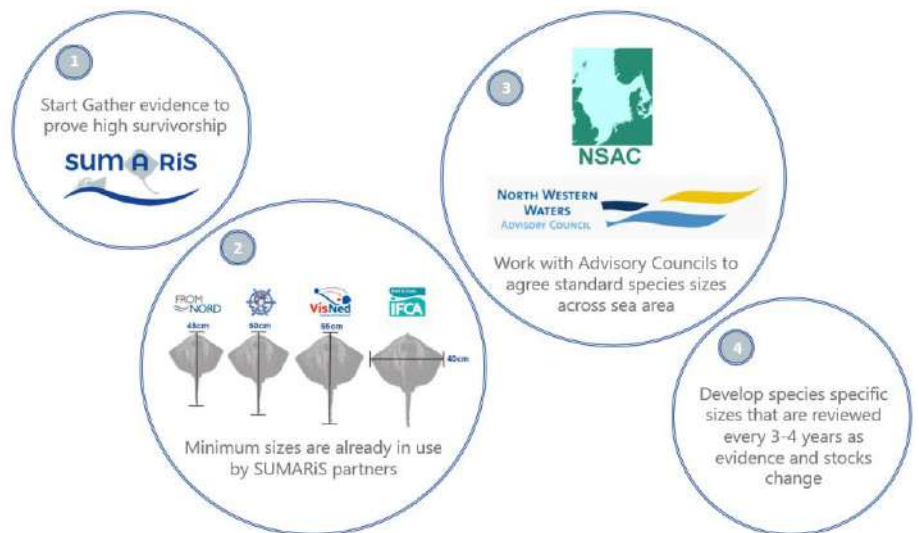 1
Start Gather evidence to
prove high survivorship
SUMARiS
2
FROM
NORD
VisNed
IFCA
45cm
50cm
55cm
40cm
Minimum sizes are already in use
by SUMARiS partners
3
NSAC
NORTH WESTERN
WATERS
ADVISORY COUNCIL
Work with Advisory Councils to
agree standard species sizes
across sea area
4
Develop species specific
sizes that are reviewed
every 3-4 years as
evidence and stocks
change